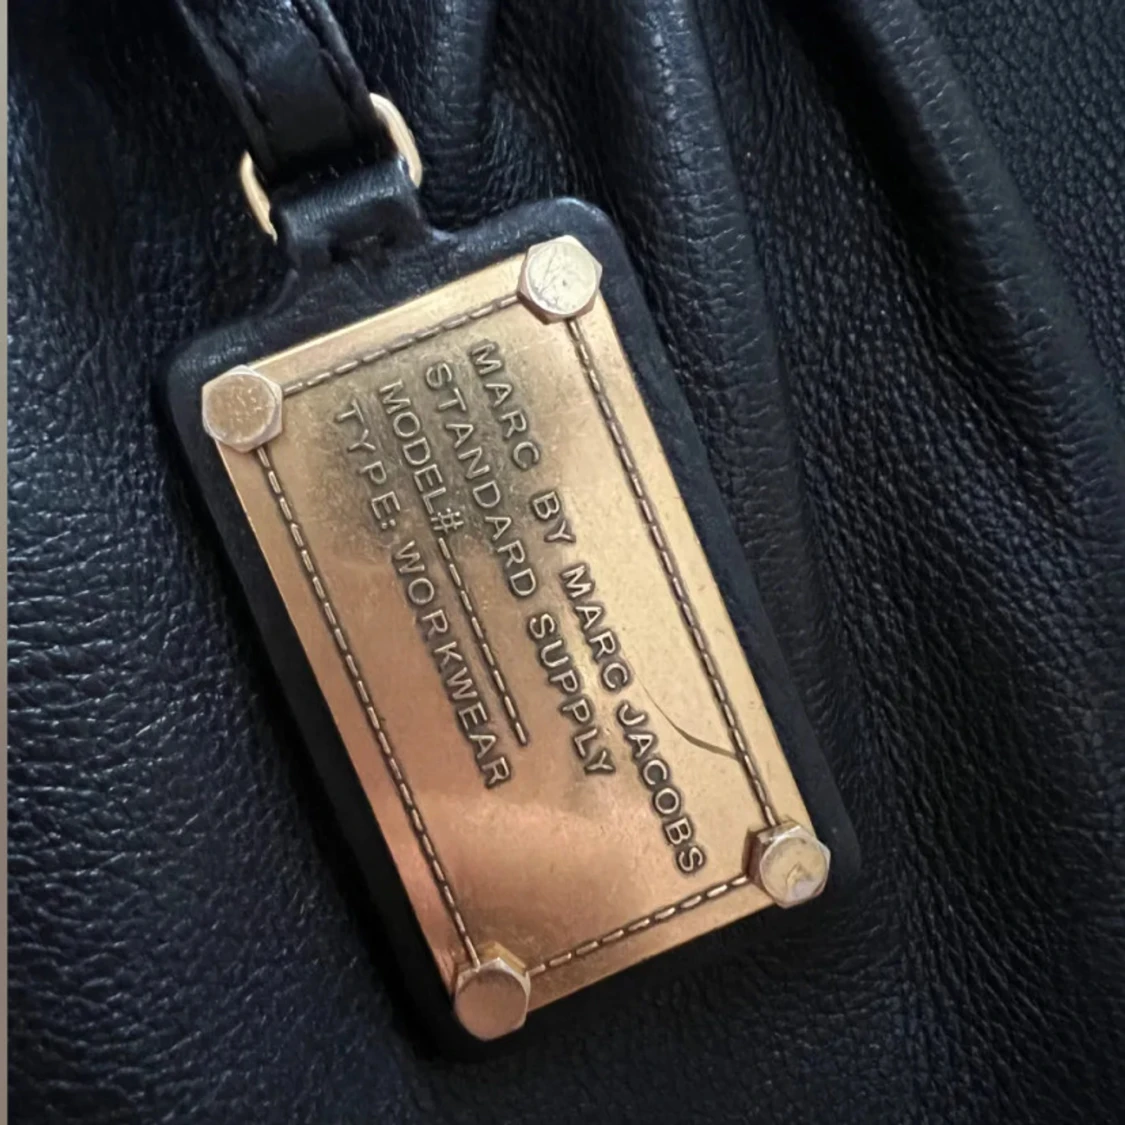 MARC BY MARC JACOBS
STANDARD SUPPLY
MODEL#----------
TYPE: WORKWEAR